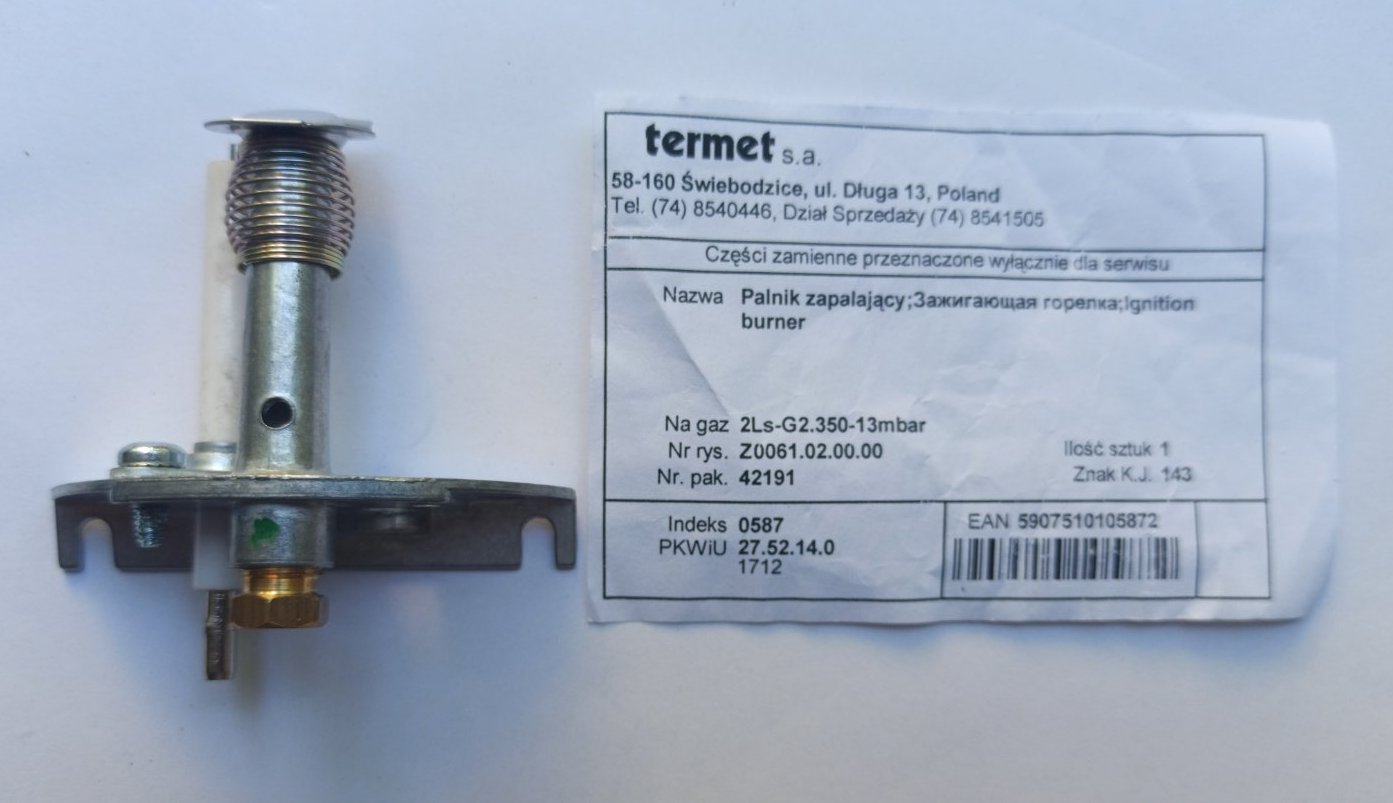 termet s.a.
58-160 Świebodzice, ul. Długa 13, Poland
Tel. (74) 8540446, Dział Sprzedaży (74) 8541505
Części zamienne przeznaczone wyłącznie dla serwisu
Nazwa Palnik zapalający;Зажигающая горелка;Ignition
burner
Na gaz 2Ls-G2.350-13mbar
Nr rys. Z0061.02.00.00 Ilość sztuk 1
Nr. pak. 42191 Znak K.J. 143
Indeks 0587 EAN 5907510105872
PKWiU 27.52.14.0
1712